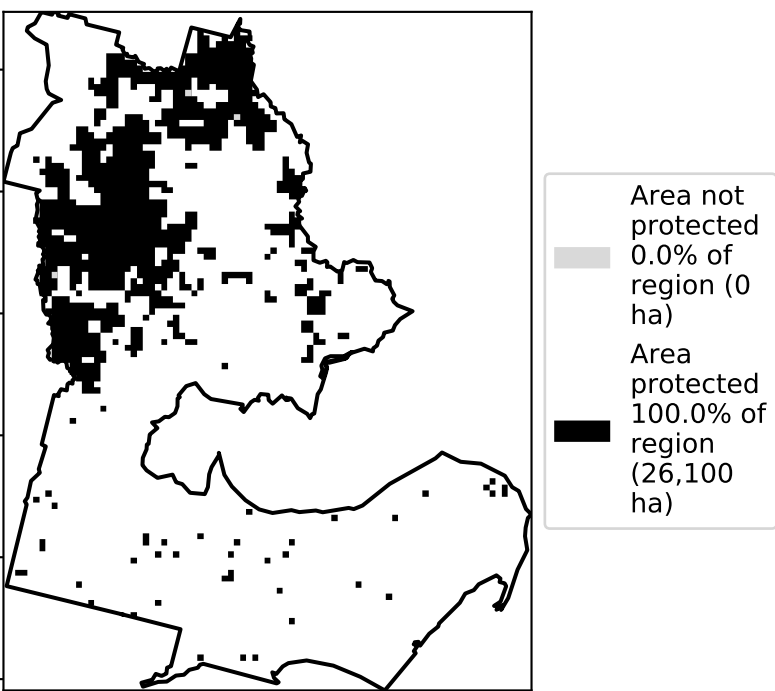 Area not
protected
0.0% of
region (0
ha)
Area
protected
100.0% of
region
(26,100
ha)